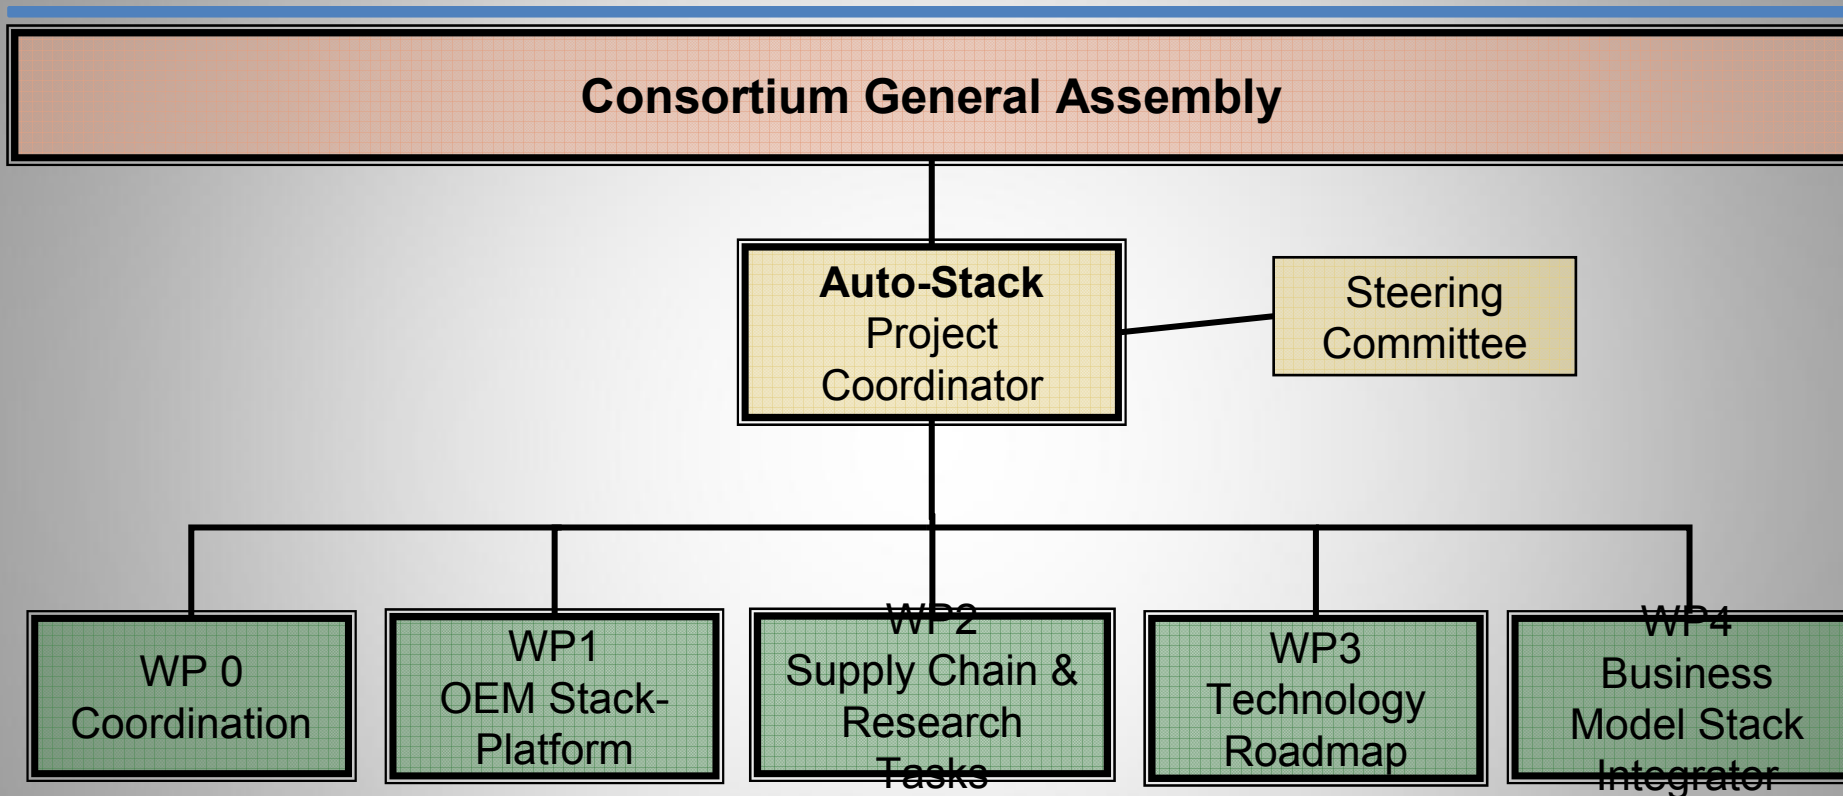 Consortium General Assembly
Auto-Stack
Project
Coordinator
Steering
Committee
WP 0
Coordination
WP1
OEM Stack-
Platform
WP2
Supply Chain &
Research
Tasks
WP3
Technology
Roadmap
WP4
Business
Model Stack
Integrator